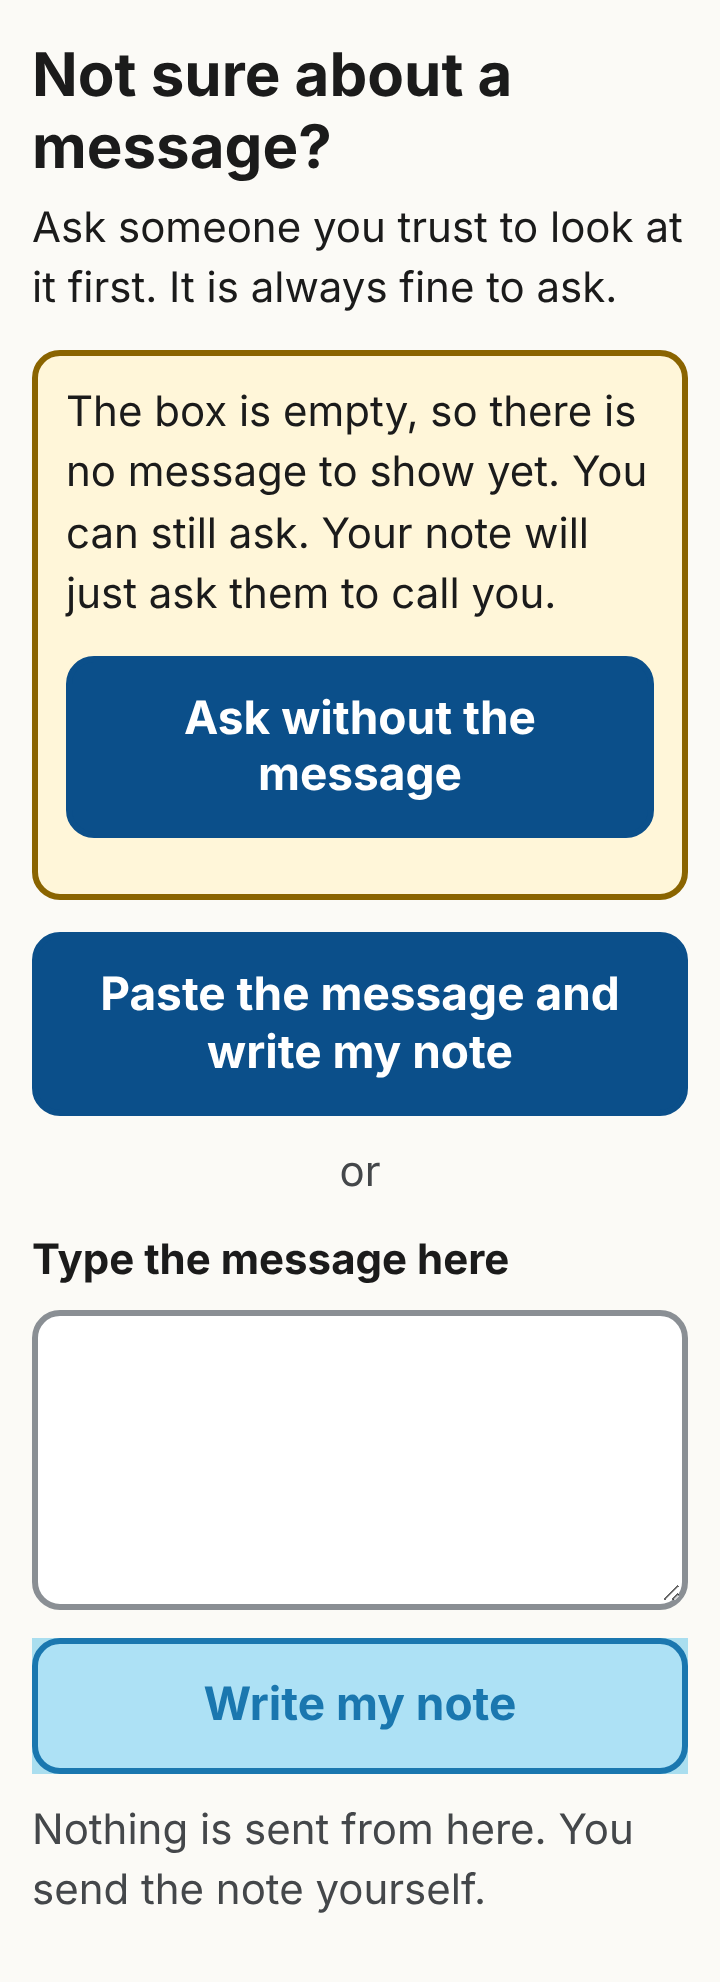 Not sure about a
message?
Ask someone you trust to look at
it first. It is always fine to ask.
The box is empty, so there is
no message to show yet. You
can still ask. Your note will
just ask them to call you.
Ask without the
message
Paste the message and
write my note
or
Type the message here
Write my note
Nothing is sent from here. You
send the note yourself.